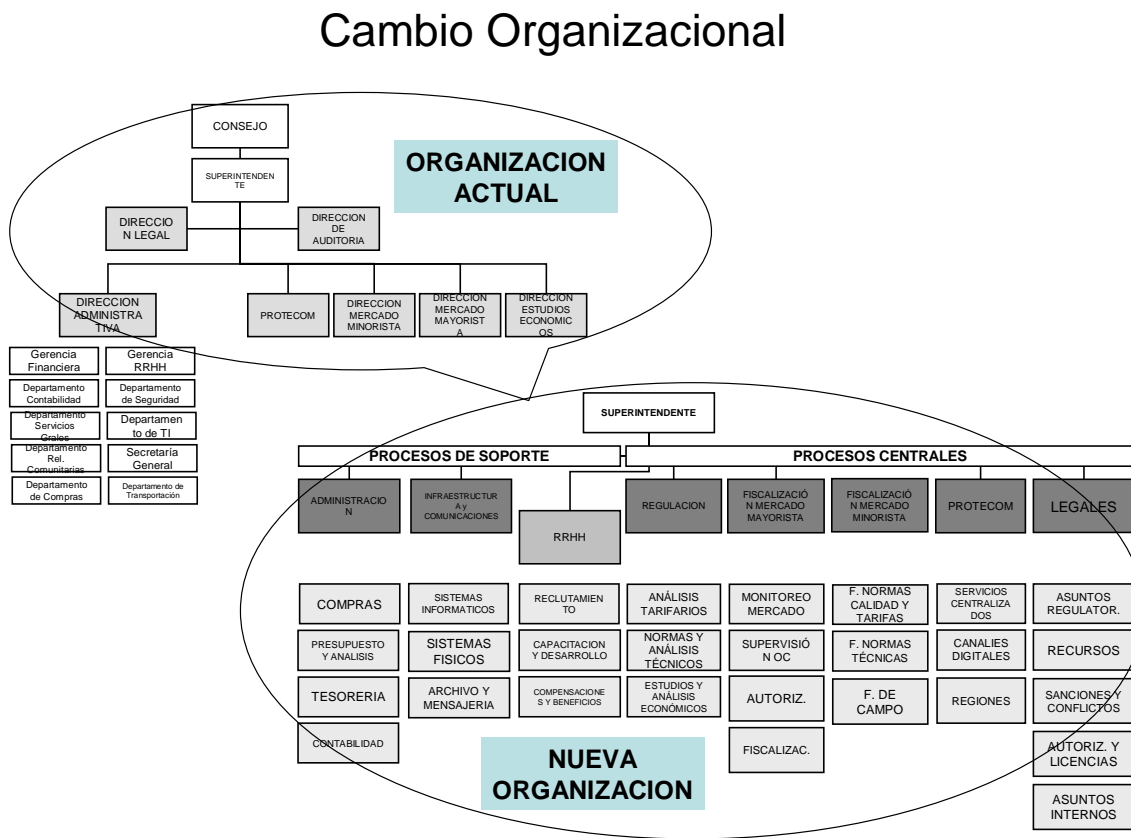 Cambio Organizacional
CONSEJO
SUPERINTENDEN
TE
ORGANIZACION
ACTUAL
DIRECCIO
N LEGAL
DIRECCION
DE
AUDITORIA
DIRECCION
ADMINISTRA
TIVA
PROTECOM
DIRECCION
MERCADO
MINORISTA
DIRECCION
MERCADO
MAYORIST
A
DIRECCION
ESTUDIOS
ECONOMIC
OS
Gerencia
Financiera
Gerencia
RRHH
Departamento
Contabilidad
Departamento
de Seguridad
Departamento
Servicios
Grales
Departamen
to de TI
Departamento
Rel.
Comunitarias
Secretaría
General
Departamento
de Compras
Departamento de
Transportación
SUPERINTENDENTE
PROCESOS DE SOPORTE
PROCESOS CENTRALES
ADMINISTRACIO
N
INFRAESTRUCTUR
A y
COMUNICACIONES
RRHH
REGULACION
FISCALIZACIÓ
N MERCADO
MAYORISTA
FISCALIZACIÓ
N MERCADO
MINORISTA
PROTECOM
LEGALES
COMPRAS
SISTEMAS
INFORMATICOS
RECLUTAMIEN
TO
ANÁLISIS
TARIFARIOS
MONITOREO
MERCADO
F. NORMAS
CALIDAD Y
TARIFAS
SERVICIOS
CENTRALIZA
DOS
ASUNTOS
REGULATOR.
PRESUPUESTO
Y ANALISIS
SISTEMAS
FISICOS
CAPACITACION
Y DESARROLLO
NORMAS Y
ANÁLISIS
TÉCNICOS
SUPERVISIÓ
N OC
F. NORMAS
TÉCNICAS
CANALIES
DIGITALES
RECURSOS
TESORERIA
ARCHIVO Y
MENSAJERIA
COMPENSACIONE
S Y BENEFICIOS
ESTUDIOS Y
ANÁLISIS
ECONÓMICOS
AUTORIZ.
F. DE
CAMPO
REGIONES
SANCIONES Y
CONFLICTOS
CONTABILIDAD
FISCALIZAC.
AUTORIZ. Y
LICENCIAS
NUEVA
ORGANIZACION
ASUNTOS
INTERNOS